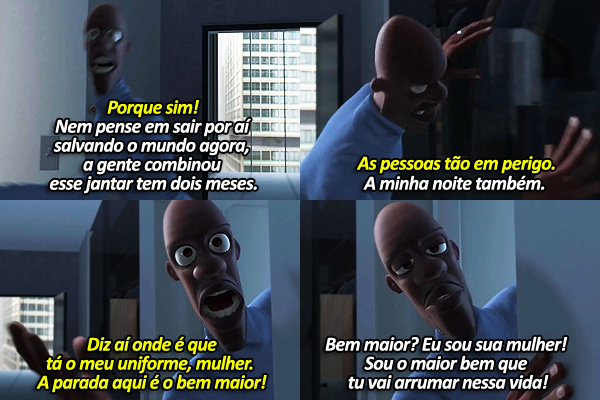 Porque sim!
Nem pense em sair por aí
salvando o mundo agora,
a gente combinou
esse jantar tem dois meses.
As pessoas tão em perigo.
A minha noite também.
Diz aí onde é que
tá o meu uniforme, mulher.
A parada aqui é o bem maior!
Bem maior? Eu sou sua mulher!
Sou o maior bem que
tu vai arrumar nessa vida!